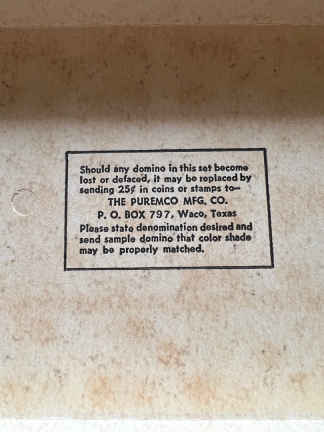 Should any domino in this set become
lost or defaced, it may be replaced by
sending 25¢ in coins or stamps to—
THE PUREMCO MFG. CO.
P. O. BOX 797, Waco, Texas
Please state denomination desired and
send sample domino that color shade
may be properly matched.